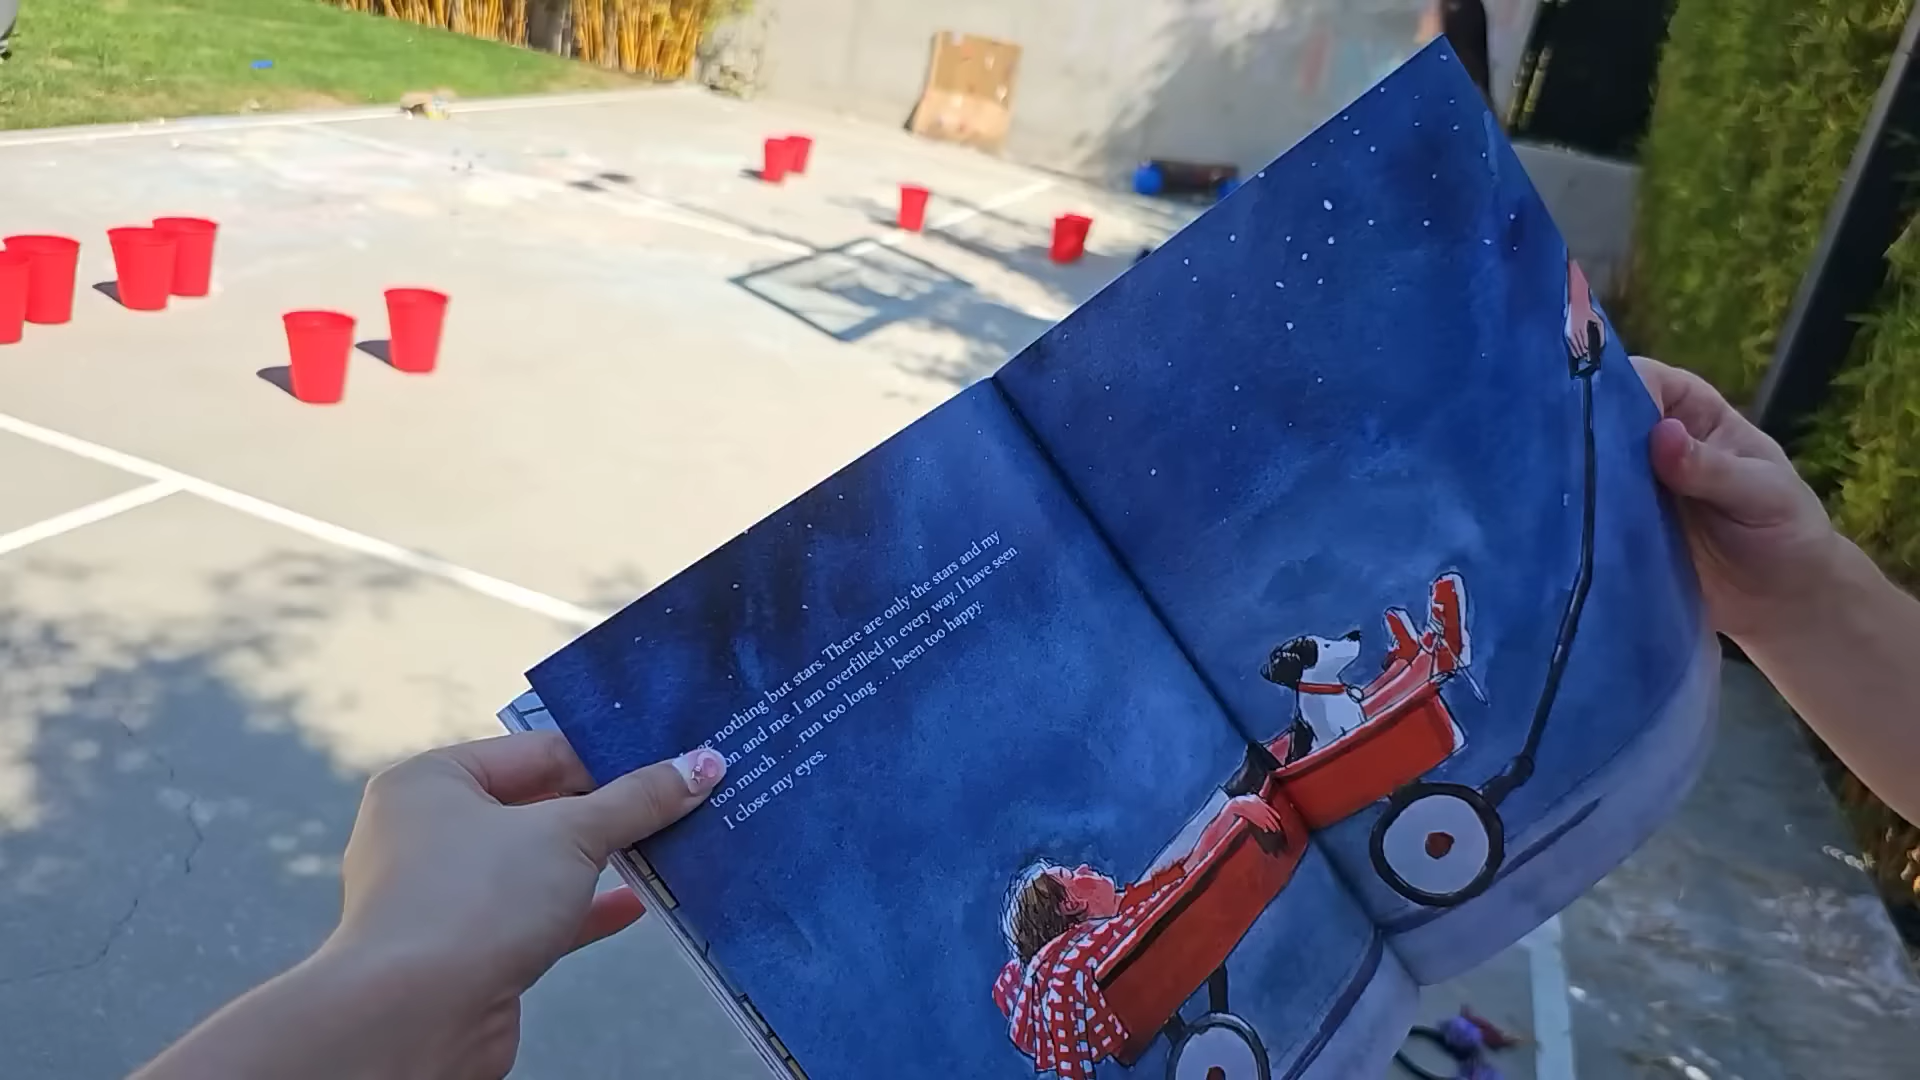 nothing but stars. There are only the stars and my
and me. I am overfilled in every way. I have seen
too much . . . run too long . . . been too happy.
I close my eyes.